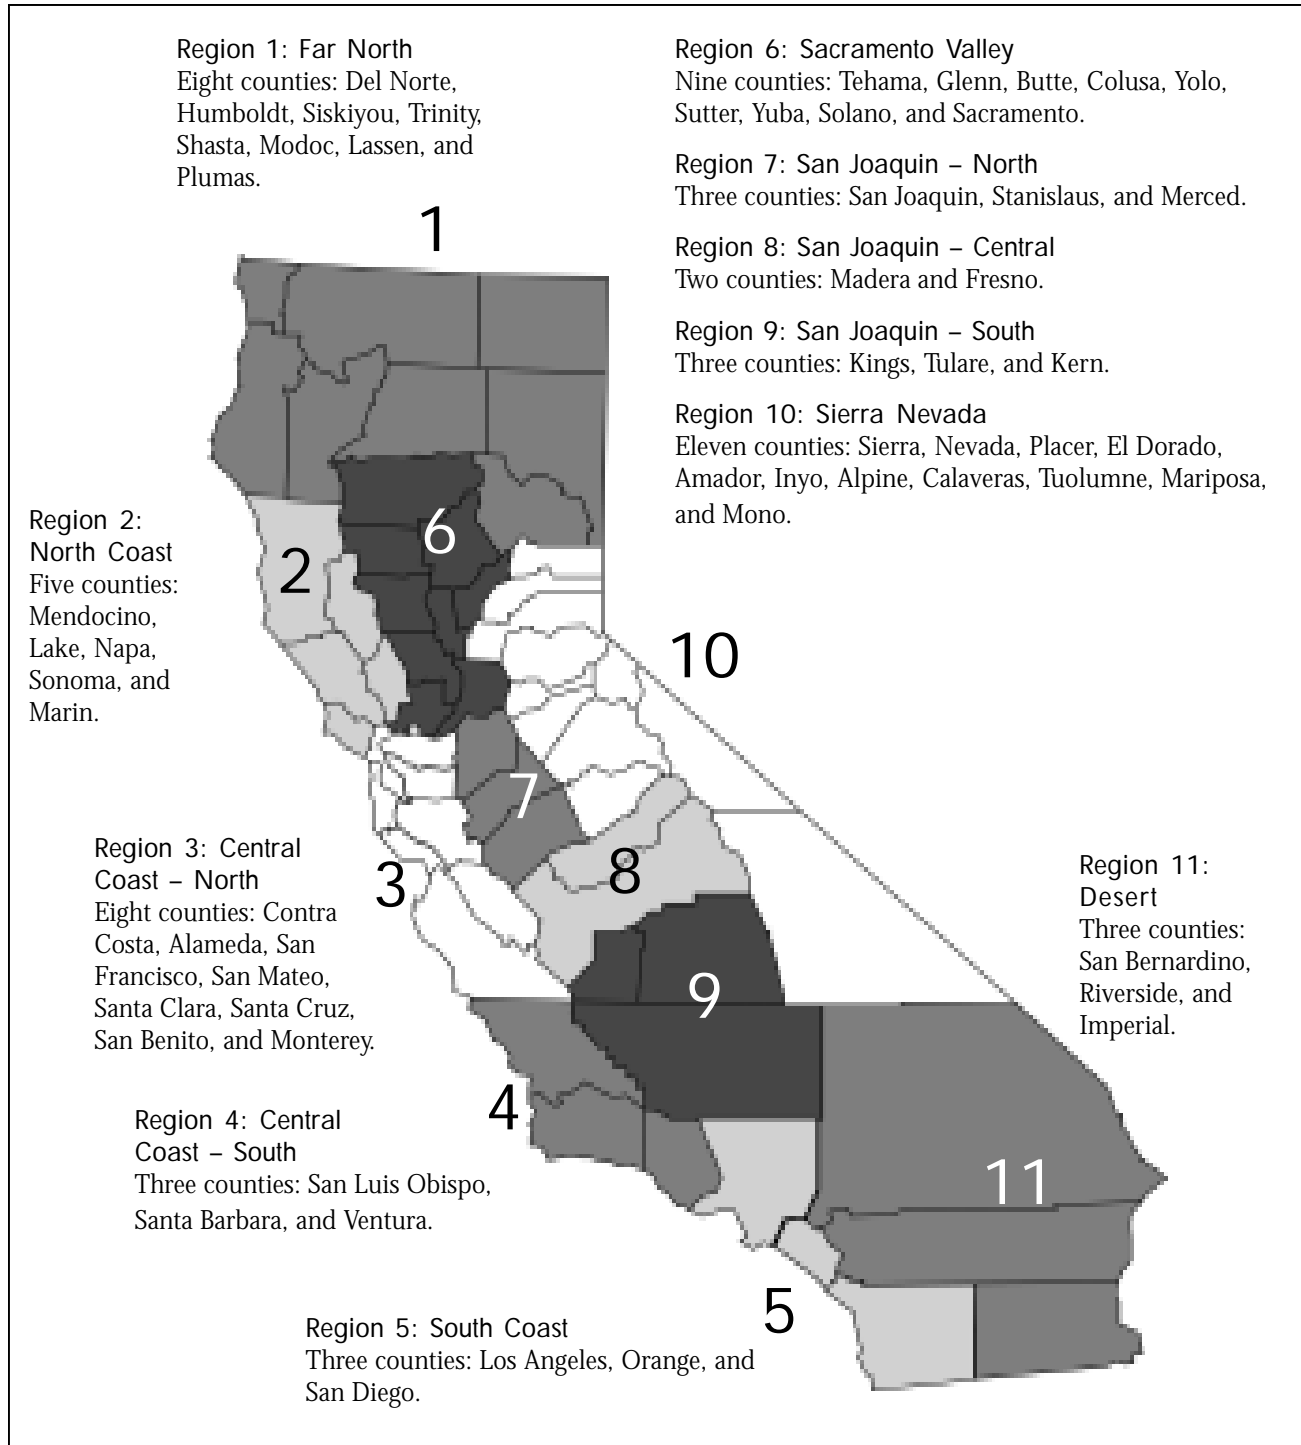 Region 1: Far North
Eight counties: Del Norte,
Humboldt, Siskiyou, Trinity,
Shasta, Modoc, Lassen, and
Plumas.
1
Region 6: Sacramento Valley
Nine counties: Tehama, Glenn, Butte, Colusa, Yolo,
Sutter, Yuba, Solano, and Sacramento.
Region 7: San Joaquin – North
Three counties: San Joaquin, Stanislaus, and Merced.
Region 8: San Joaquin – Central
Two counties: Madera and Fresno.
Region 9: San Joaquin – South
Three counties: Kings, Tulare, and Kern.
Region 10: Sierra Nevada
Eleven counties: Sierra, Nevada, Placer, El Dorado,
Amador, Inyo, Alpine, Calaveras, Tuolumne, Mariposa,
and Mono.
Region 2:
North Coast
Five counties:
Mendocino,
Lake, Napa,
Sonoma, and
Marin.
6
2
10
7
8
3
9
Region 3: Central
Coast – North
Eight counties: Contra
Costa, Alameda, San
Francisco, San Mateo,
Santa Clara, Santa Cruz,
San Benito, and Monterey.
Region 11:
Desert
Three counties:
San Bernardino,
Riverside, and
Imperial.
4
11
5
Region 4: Central
Coast – South
Three counties: San Luis Obispo,
Santa Barbara, and Ventura.
Region 5: South Coast
Three counties: Los Angeles, Orange, and
San Diego.